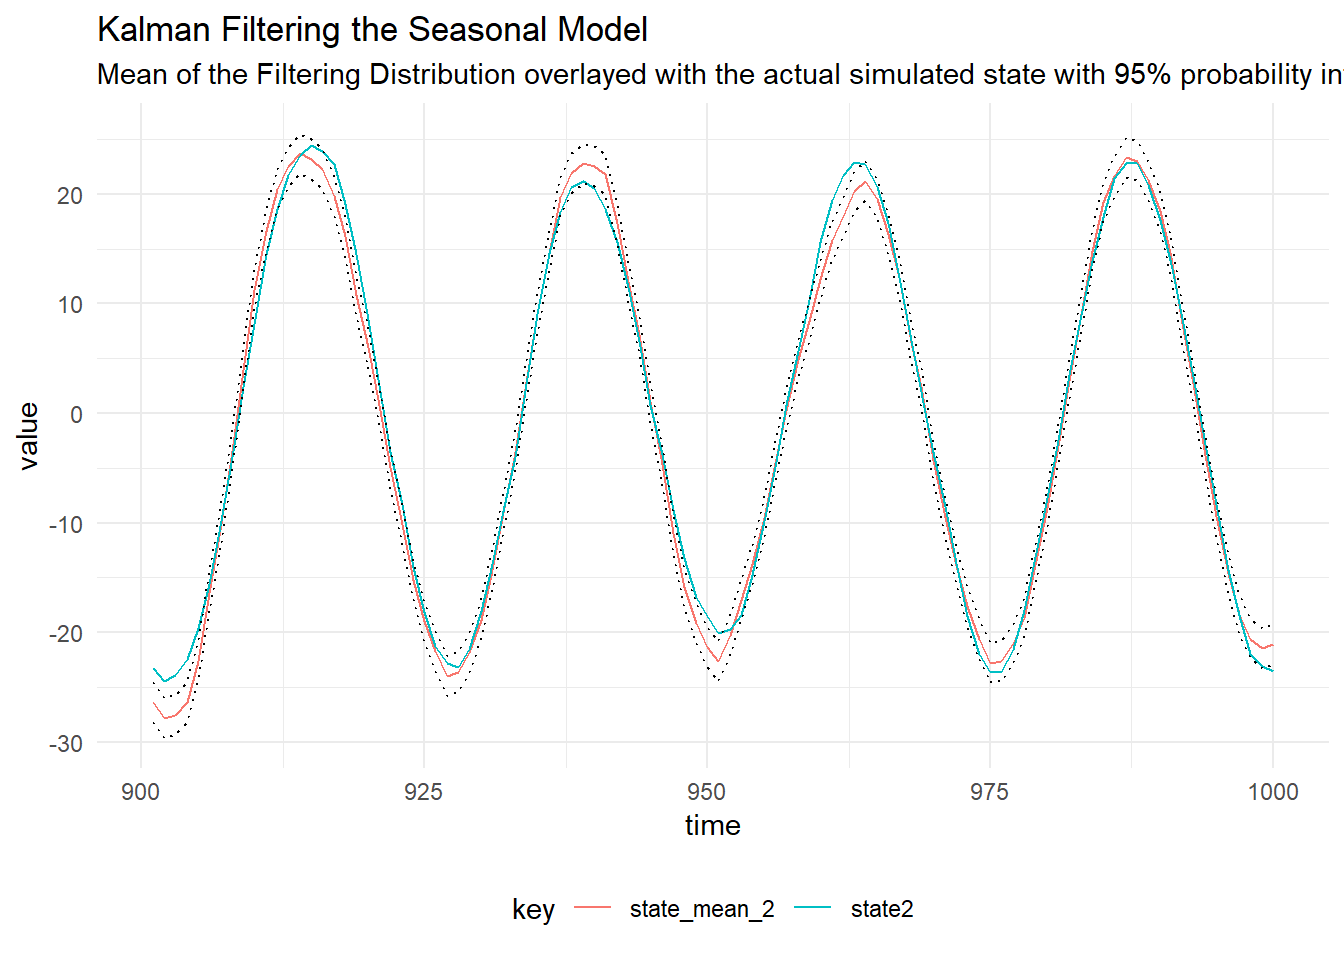 Kalman Filtering the Seasonal Model
Mean of the Filtering Distribution overlayed with the actual simulated state with 95% probability in
20
10
0
-10
-20
-30
value
900 925 950 975 1000
time
key state_mean_2 state2